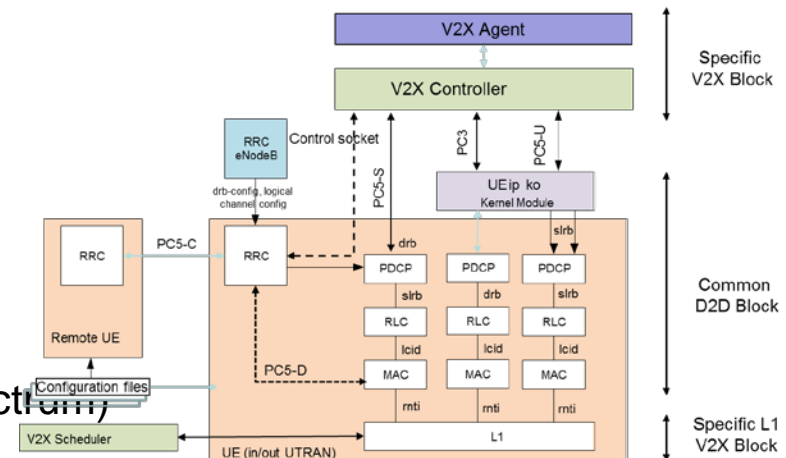 V2X Agent
Specific
V2X Block
V2X Controller
RRC
eNodeB
Control socket
PC5-S
PC3
PC5-U
drb-config, logical
channel config
UEip ko
Kernel Module
slrb
RRC
PC5-C
RRC
drb
PDCP
PDCP
PDCP
slrb
drb
slrb
Common
D2D Block
RLC
RLC
RLC
Remote UE
lcid
lcid
lcid
PC5-D
MAC
MAC
MAC
Configuration files
ctrum)
rnti
rnti
rnti
V2X Scheduler
L1
Specific L1
V2X Block
UE (in/out UTRAN)